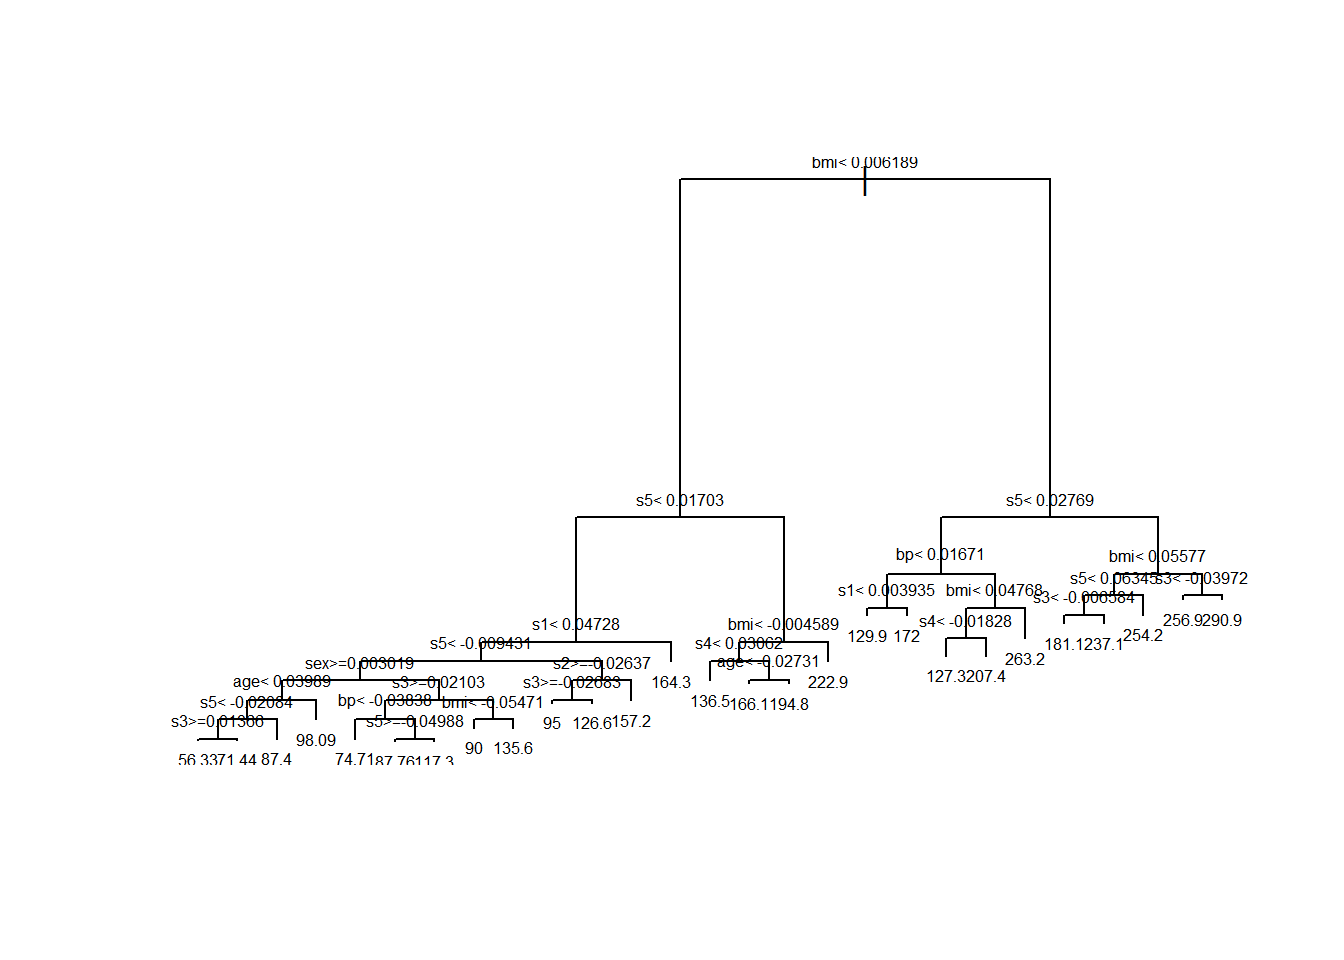 bmi< 0.006189
s5< 0.01703
s5< 0.02769
bp< 0.01671
bmi< 0.05577
s5< 0.06345
s3< -0.03972
s1< 0.003935
bmi< 0.04768
s3< -0.006584
s4< -0.01828
s1< 0.04728
bmi< -0.004589
129.9
172
181.1
237.1
254.2
256.9
290.9
s5< -0.009431
s4< 0.03062
263.2
sex>=0.003019
s2>=-0.02637
age< -0.02731
127.3
207.4
age< 0.03989
s3>=0.02103
s3>=-0.02683
164.3
222.9
s5< -0.02084
bp< -0.03838
bmi< -0.05471
136.5
166.1
194.8
s3>=0.01366
s5>=-0.04988
95
126.6
157.2
98.09
90
135.6
56.33
71.44
87.4
74.71
87.76
117.3